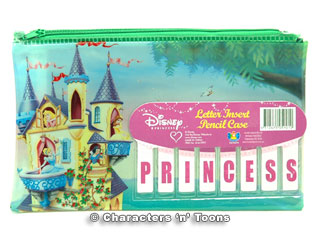 Disney
PRINCESS
Letter Insert
Pencil Case
PRINCESS
© Characters 'n' Toons